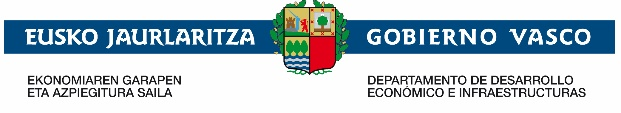 EUSKO JAURLARITZA
GOBIERNO VASCO
EKONOMIAREN GARAPEN
ETA AZPIEGITURA SAILA
DEPARTAMENTO DE DESARROLLO
ECONÓMICO E INFRAESTRUCTURAS